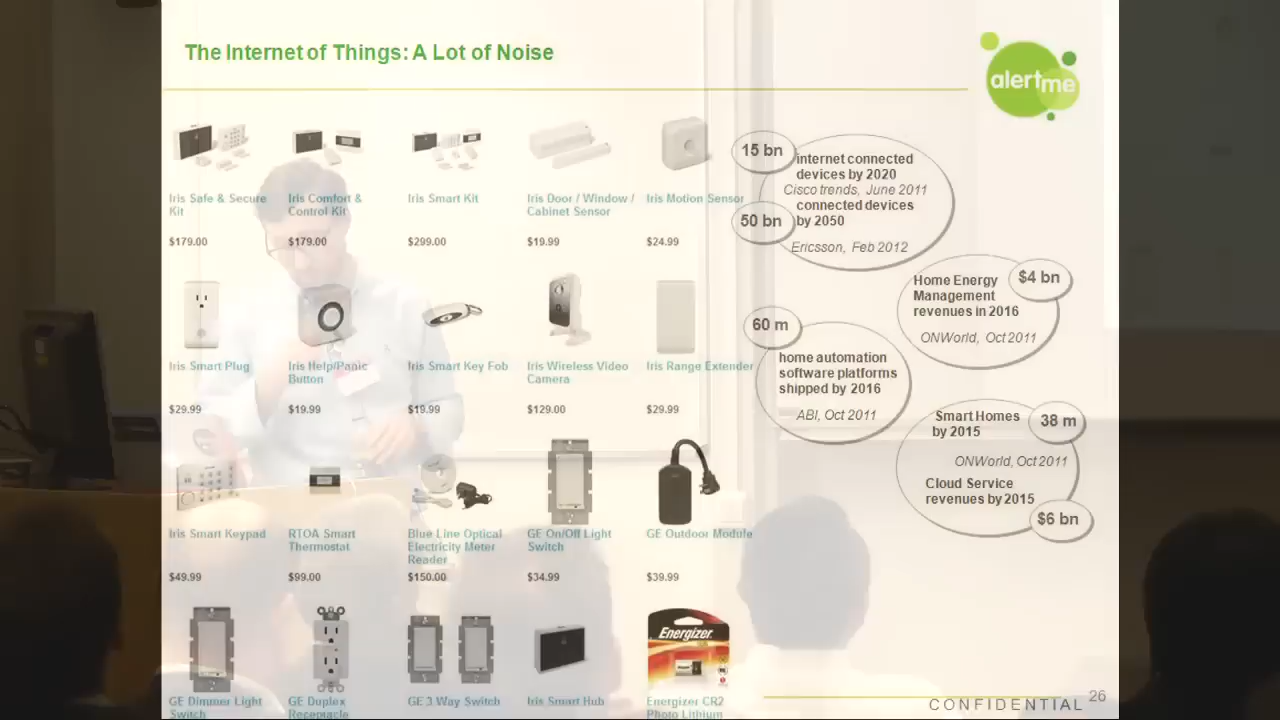 The Internet of Things: A Lot of Noise
alertme
Iris Safe & Secure
Kit
$179.00
Iris Comfort &
Control Kit
$179.00
Iris Smart Kit
$299.00
Iris Door / Window /
Cabinet Sensor
$19.99
Iris Motion Sensor
$24.99
Iris Smart Plug
$29.99
Iris Help/Panic
Button
$19.99
Iris Smart Key Fob
$19.99
Iris Wireless Video
Camera
$129.00
Iris Range Extender
$29.99
Iris Smart Keypad
$49.99
RTOA Smart
Thermostat
$99.00
Blue Line Optical
Electricity Meter
Reader
$150.00
GE On/Off Light
Switch
$34.99
GE Outdoor Module
$39.99
GE Dimmer Light
Switch
GE Duplex
Receptacle
GE 3 Way Switch
Iris Smart Hub
Energizer
Energizer CR2
Photo Lithium
15 bn
internet connected
devices by 2020
Cisco trends, June 2011
50 bn
connected devices
by 2050
Ericsson, Feb 2012
$4 bn
Home Energy
Management
revenues in 2016
ONWorld, Oct 2011
60 m
home automation
software platforms
shipped by 2016
ABI, Oct 2011
38 m
Smart Homes
by 2015
ONWorld, Oct 2011
Cloud Service
revenues by 2015
$6 bn
CONFIDENTIAL
26